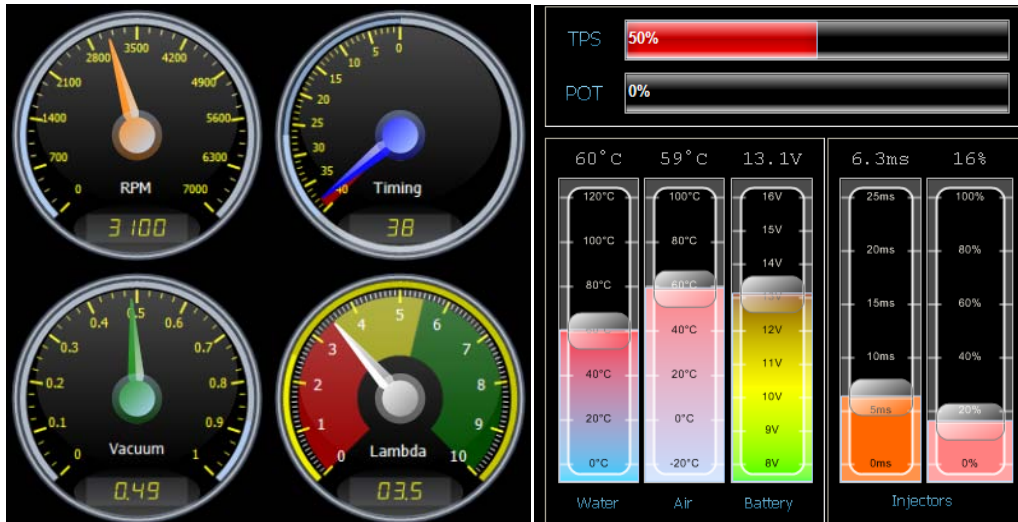 0
700
1400
2100
2800
3500
4200
4900
5600
6300
7000
RPM
3100
0
5
10
15
20
25
30
35
40
Timing
38
0
0.1
0.2
0.3
0.4
0.5
0.6
0.7
0.8
0.9
1
Vacuum
0.49
0
1
2
3
4
5
6
7
8
9
10
Lambda
03.5
TPS 50%
POT 0%
60°C 59°C 13.1V
120°C
100°C
80°C
60°C
40°C
20°C
0°C
Water
100°C
80°C
60°C
40°C
20°C
0°C
-20°C
Air
16V
15V
14V
13V
12V
11V
10V
9V
8V
Battery
6.3ms 16%
25ms
20ms
15ms
10ms
5ms
0ms
100%
80%
60%
40%
20%
0%
Injectors